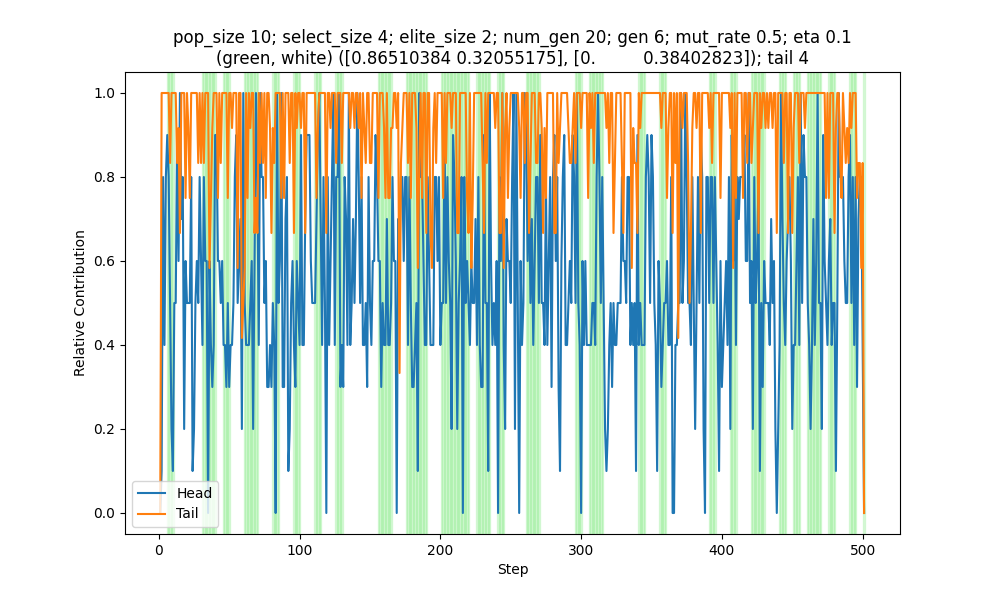 pop_size 10; select_size 4; elite_size 2; num_gen 20; gen 6; mut_rate 0.5; eta 0.1
(green, white) ([0.86510384 0.32055175], [0.         0.38402823]); tail 4
1.0
0.8
0.6
0.4
0.2
0.0
Relative Contribution
Head
Tail
0
100
200
300
400
500
Step